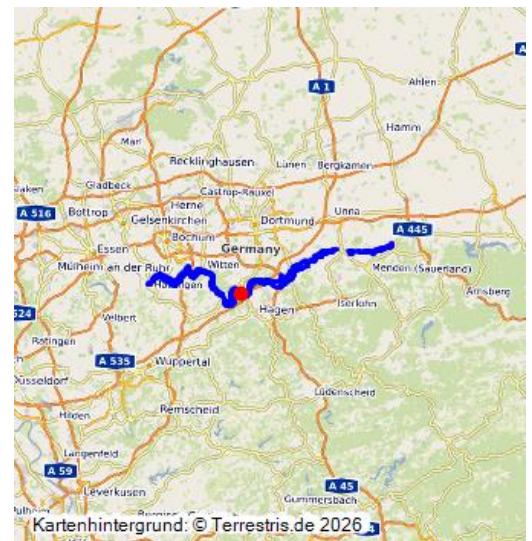 A 1
Ahlen
Hamm
Marl
Recklinghausen
Lünen
Bergkamen
Gladbeck
Castrop-Rauxel
Herne
A 516
Bottrop
Gelsenkirchen
Unna
Dortmund
Bochum
A 445
Essen
Germany
Witten
Mülheim an der Ruhr
Menden (Sauerland)
Arnsberg
Velbert
Hagen
Iserlohn
524
Ratingen
A 535
Wuppertal
Düsseldorf
Lüdenscheid
Hilden
Remscheid
Langenfeld
A 59
Leverkusen
A 45
Gummersbach
Kartenhintergrund: © Terrestris.de 2026